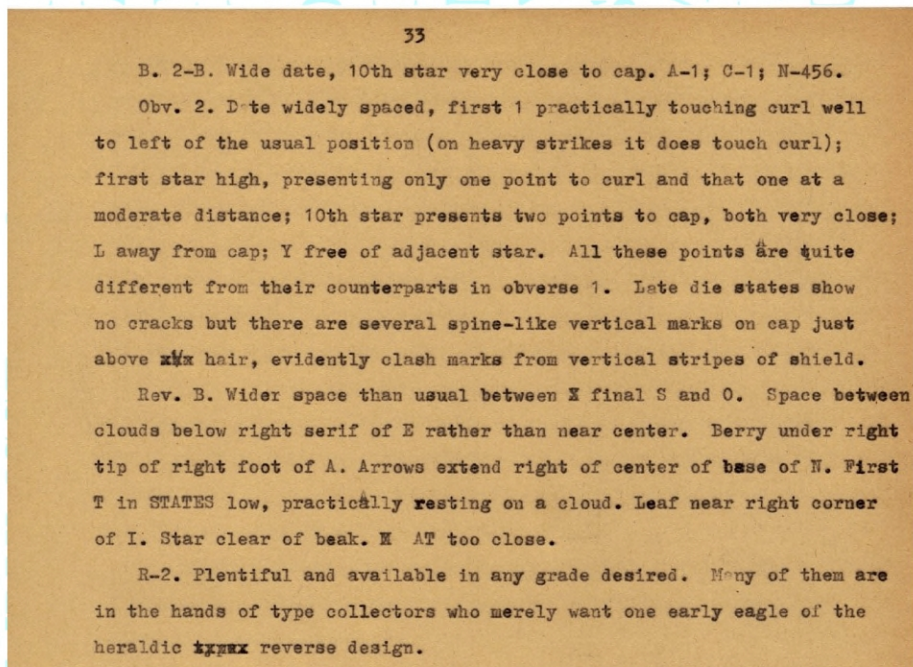 33
B. 2-B. Wide date, 10th star very close to cap. A-1; C-1; N-456.
Obv. 2. Date widely spaced, first 1 practically touching curl well
to left of the usual position (on heavy strikes it does touch curl);
first star high, presenting only one point to curl and that one at a
moderate distance; 10th star presents two points to cap, both very close;
L away from cap; Y free of adjacent star. All these points are quite
different from their counterparts in obverse 1. Late die states show
no cracks but there are several spine-like vertical marks on cap just
above hair, evidently clash marks from vertical stripes of shield.
Rev. B. Wider space than usual between final S and O. Space between
clouds below right serif of E rather than near center. Berry under right
tip of right foot of A. Arrows extend right of center of base of N. First
T in STATES low, practically resting on a cloud. Leaf near right corner
of I. Star clear of beak. AT too close.
R-2. Plentiful and available in any grade desired. Many of them are
in the hands of type collectors who merely want one early eagle of the
heraldic reverse design.